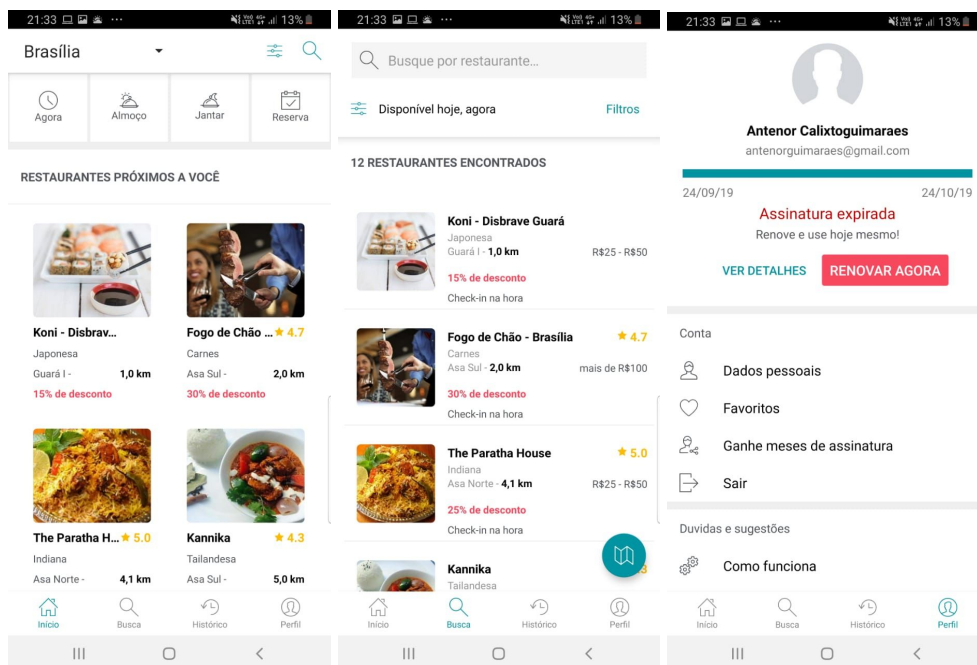 21:33 ... 13%
Brasília
Agora
Almoço
Jantar
Reserva
RESTAURANTES PRÓXIMOS A VOCÊ
Koni - Disbrav...
Japonesa
Guará I - 1,0 km
15% de desconto
Fogo de Chão ... 4.7
Carnes
Asa Sul - 2,0 km
30% de desconto
The Paratha H... 5.0
Indiana
Asa Norte - 4,1 km
Kannika 4.3
Tailandesa
Asa Sul - 5,0 km
Início Busca Histórico Perfil
21:33 ... 13%
Busque por restaurante...
Disponível hoje, agora Filtros
12 RESTAURANTES ENCONTRADOS
Koni - Disbrave Guará
Japonesa
Guará I - 1,0 km R$25 - R$50
15% de desconto
Check-in na hora
Fogo de Chão - Brasília 4.7
Carnes
Asa Sul - 2,0 km mais de R$100
30% de desconto
Check-in na hora
The Paratha House 5.0
Indiana
Asa Norte - 4,1 km R$25 - R$50
25% de desconto
Check-in na hora
Kannika
Tailandesa
Início Busca Histórico Perfil
21:33 ... 13%
Antenor Calixtoguimaraes
antenorguimaraes@gmail.com
24/09/19 24/10/19
Assinatura expirada
Renove e use hoje mesmo!
VER DETALHES RENOVAR AGORA
Conta
Dados pessoais
Favoritos
Ganhe meses de assinatura
Sair
Duvidas e sugestões
Como funciona
Início Busca Histórico Perfil